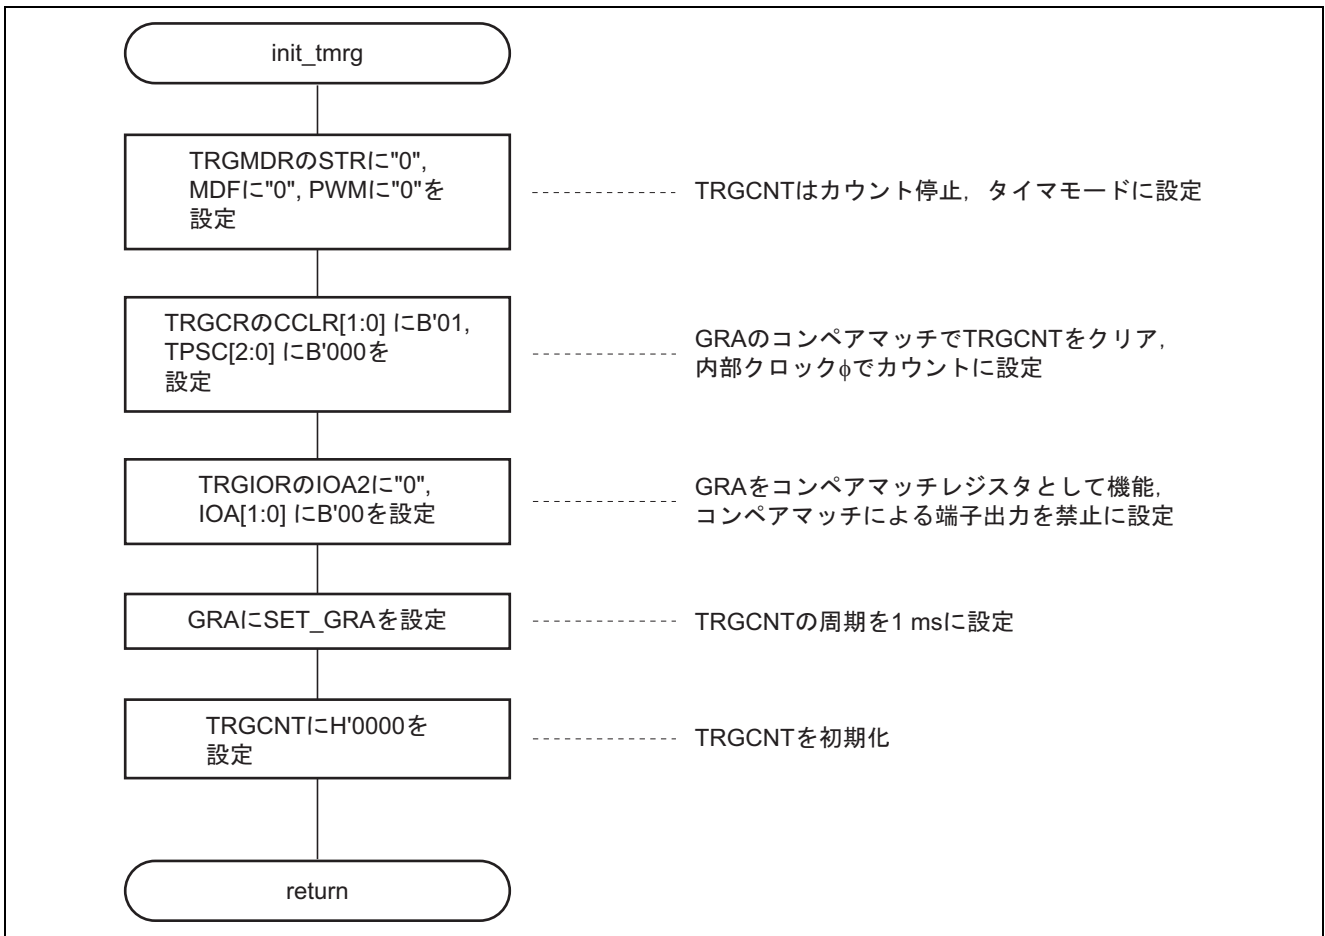 init_tmrg
TRGMDRのSTRに"0",
MDFに"0", PWMに"0"を
設定
TRGCNTはカウント停止，タイマモードに設定
TRGCRのCCLR[1:0] にB'01,
TPSC[2:0] にB'000を
設定
GRAのコンペアマッチでTRGCNTをクリア，
内部クロックφでカウントに設定
TRGIORのIOA2に"0",
IOA[1:0] にB'00を設定
GRAをコンペアマッチレジスタとして機能，
コンペアマッチによる端子出力を禁止に設定
GRAにSET_GRAを設定
TRGCNTの周期を1 msに設定
TRGCNTにH'0000を
設定
TRGCNTを初期化
return